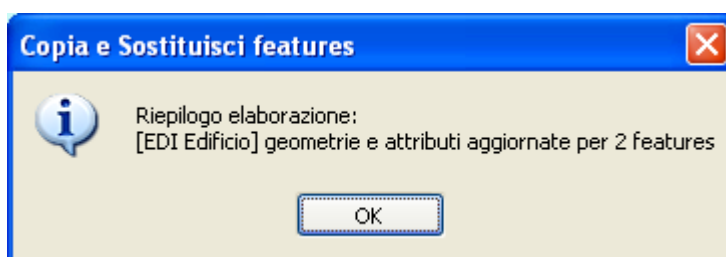 Copia e Sostituisci features
Riepilogo elaborazione:
[EDI Edificio] geometrie e attributi aggiornate per 2 features
OK